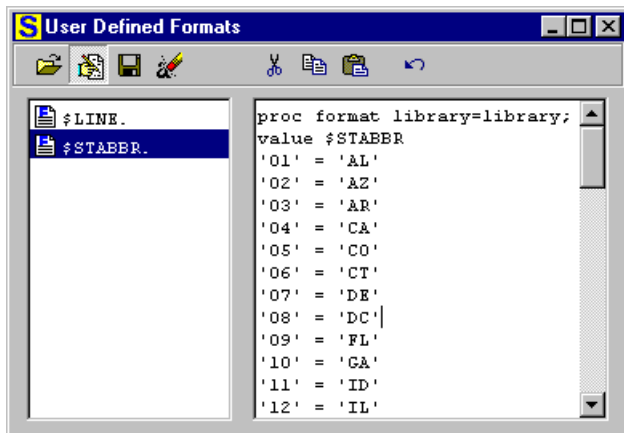 S User Defined Formats
$LINE.
$STABBR.
proc format library=library;
value $STABBR
'01' = 'AL'
'02' = 'AZ'
'03' = 'AR'
'04' = 'CA'
'05' = 'CO'
'06' = 'CT'
'07' = 'DE'
'08' = 'DC'
'09' = 'FL'
'10' = 'GA'
'11' = 'ID'
'12' = 'IL'